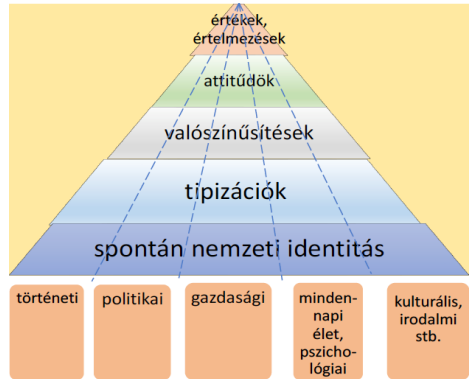 értékek,
értelmezések
attitűdök
valószínűsítések
tipizációk
spontán nemzeti identitás
történeti
politikai
gazdasági
minden-
napi
élet,
pszicho-
lógiai
kulturális,
irodalmi
stb.